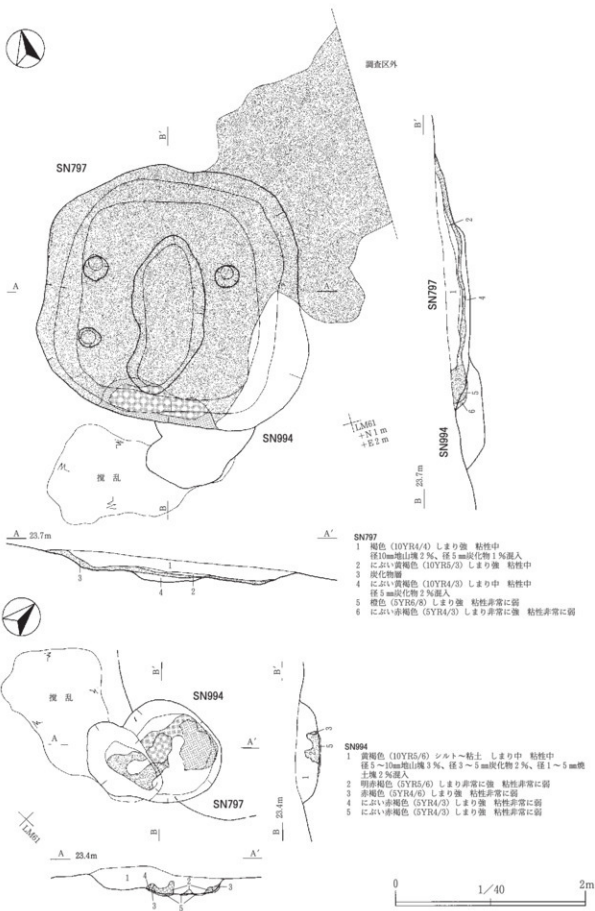 調査区外
B'
B'
SN797
2
A
A'
1
4
SN797
5
6
LM61
+N1m
+E2m
SN994
SN994
撹乱
B
B 23.7m
A 23.7m
A'
1
3
4
2
SN797
1 褐色（10YR4/4）しまり強 粘性中
径10㎜地山塊2％、径5㎜炭化物1％混入
2 にぶい黄褐色（10YR5/3）しまり強 粘性中
3 炭化物層
4 にぶい黄褐色（10YR4/3）しまり中 粘性中
径5㎜炭化物2％混入
5 橙色（5YR6/8）しまり強 粘性非常に弱
6 にぶい赤褐色（5YR4/3）しまり強 粘性非常に弱
B'
B'
SN994
撹乱
3
5
A
A'
1
SN797
LM61
B
B 23.4m
SN994
1 黄褐色（10YR5/6）シルト～粘土 しまり中 粘性中
径5～10㎜地山塊3％、径3～5㎜炭化物2％、径1～5㎜焼
土塊2％混入
2 明赤褐色（5YR5/6）しまり非常に強 粘性非常に弱
3 赤褐色（5YR4/6）しまり強 粘性非常に弱
4 にぶい赤褐色（5YR4/3）しまり強 粘性非常に弱
5 にぶい赤褐色（5YR4/3）しまり強 粘性非常に弱
A 23.4m
A'
1
4
2
3
3
5
0
1／40
2m